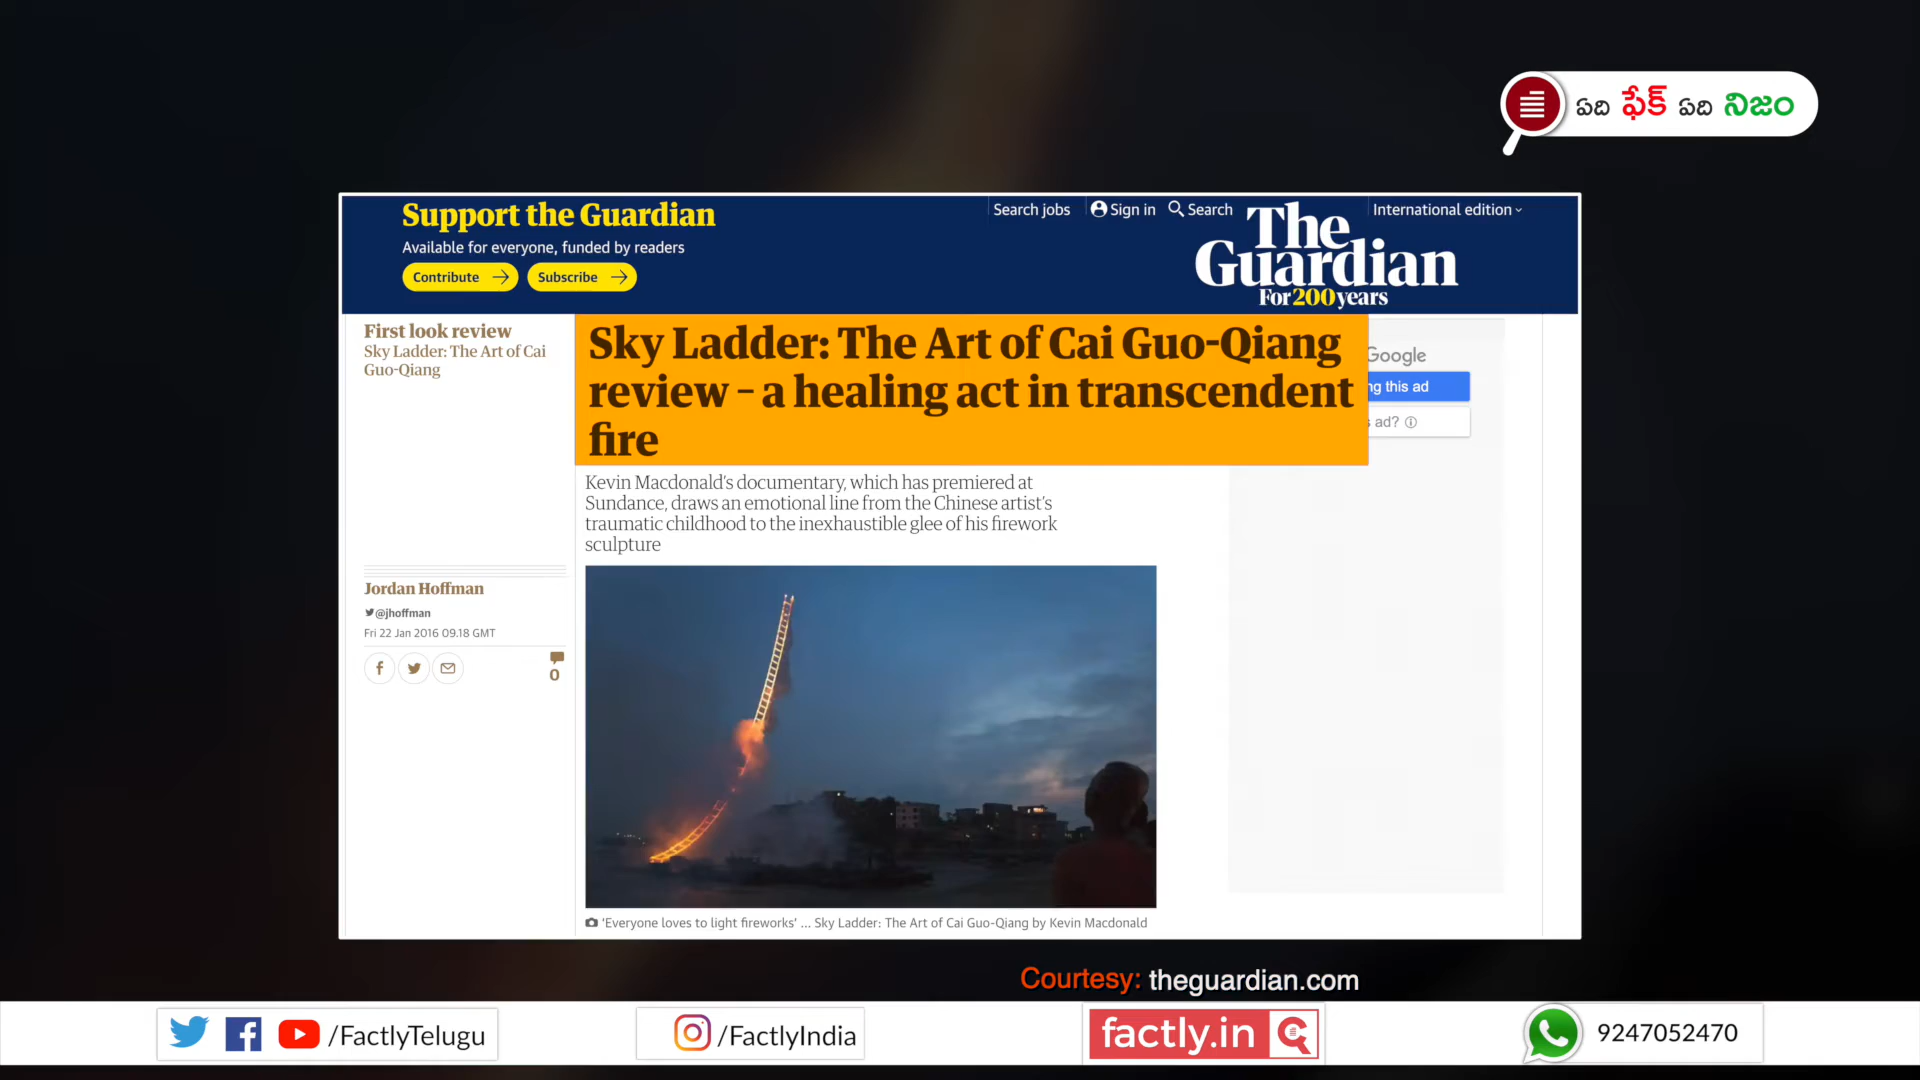 ఏది ఫేక్ ఏది నిజం
Support the Guardian
Available for everyone, funded by readers
Contribute
Subscribe
Search jobs
Sign in
Search
International edition
The
Guardian
For 200 years
First look review
Sky Ladder: The Art of Cai
Guo-Qiang
Sky Ladder: The Art of Cai Guo-Qiang
review – a healing act in transcendent
fire
Google
ng this ad
ad?
Kevin Macdonald's documentary, which has premiered at
Sundance, draws an emotional line from the Chinese artist's
traumatic childhood to the inexhaustible glee of his firework
sculpture
Jordan Hoffman
@jhoffman
Fri 22 Jan 2016 09.18 GMT
0
'Everyone loves to light fireworks' ... Sky Ladder: The Art of Cai Guo-Qiang by Kevin Macdonald
Courtesy: theguardian.com
/FactlyTelugu
/FactlyIndia
factly.in
9247052470